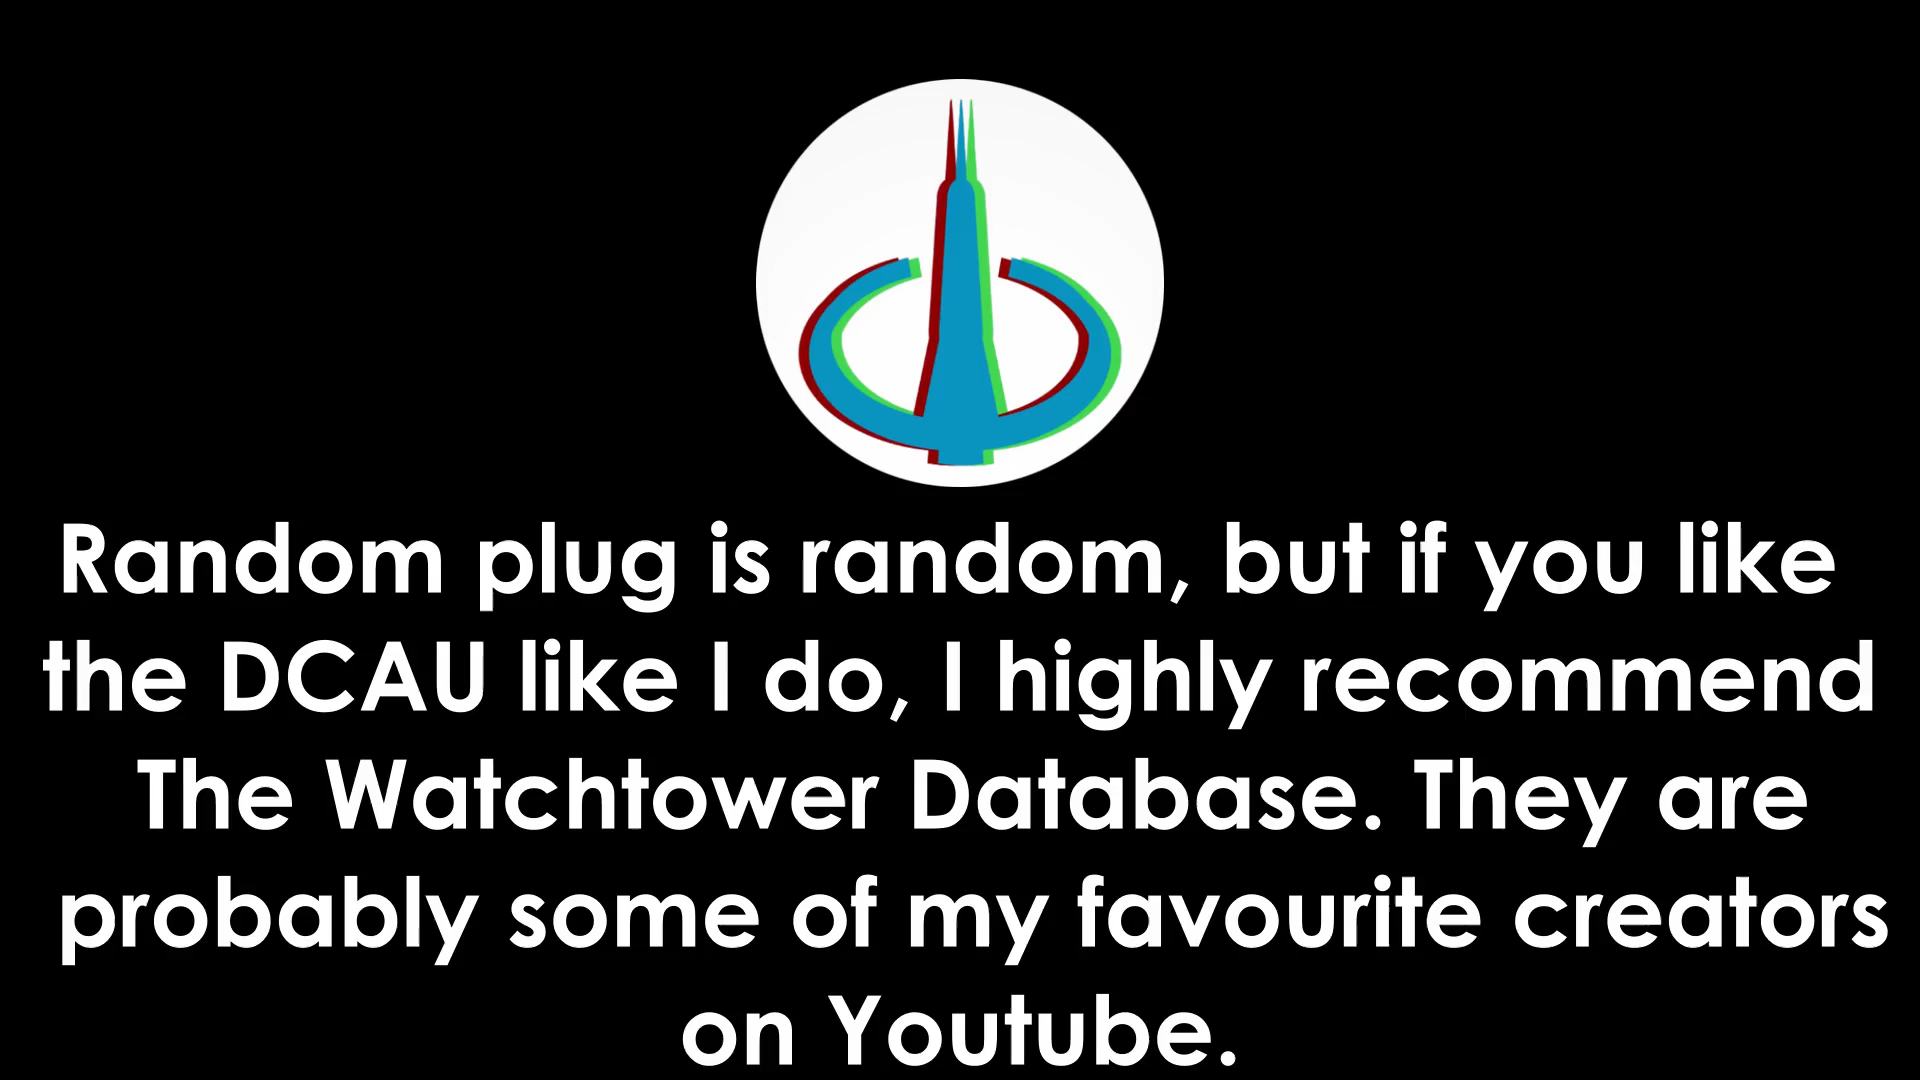 Random plug is random, but if you like
the DCAU like I do, I highly recommend
The Watchtower Database. They are
probably some of my favourite creators
on Youtube.